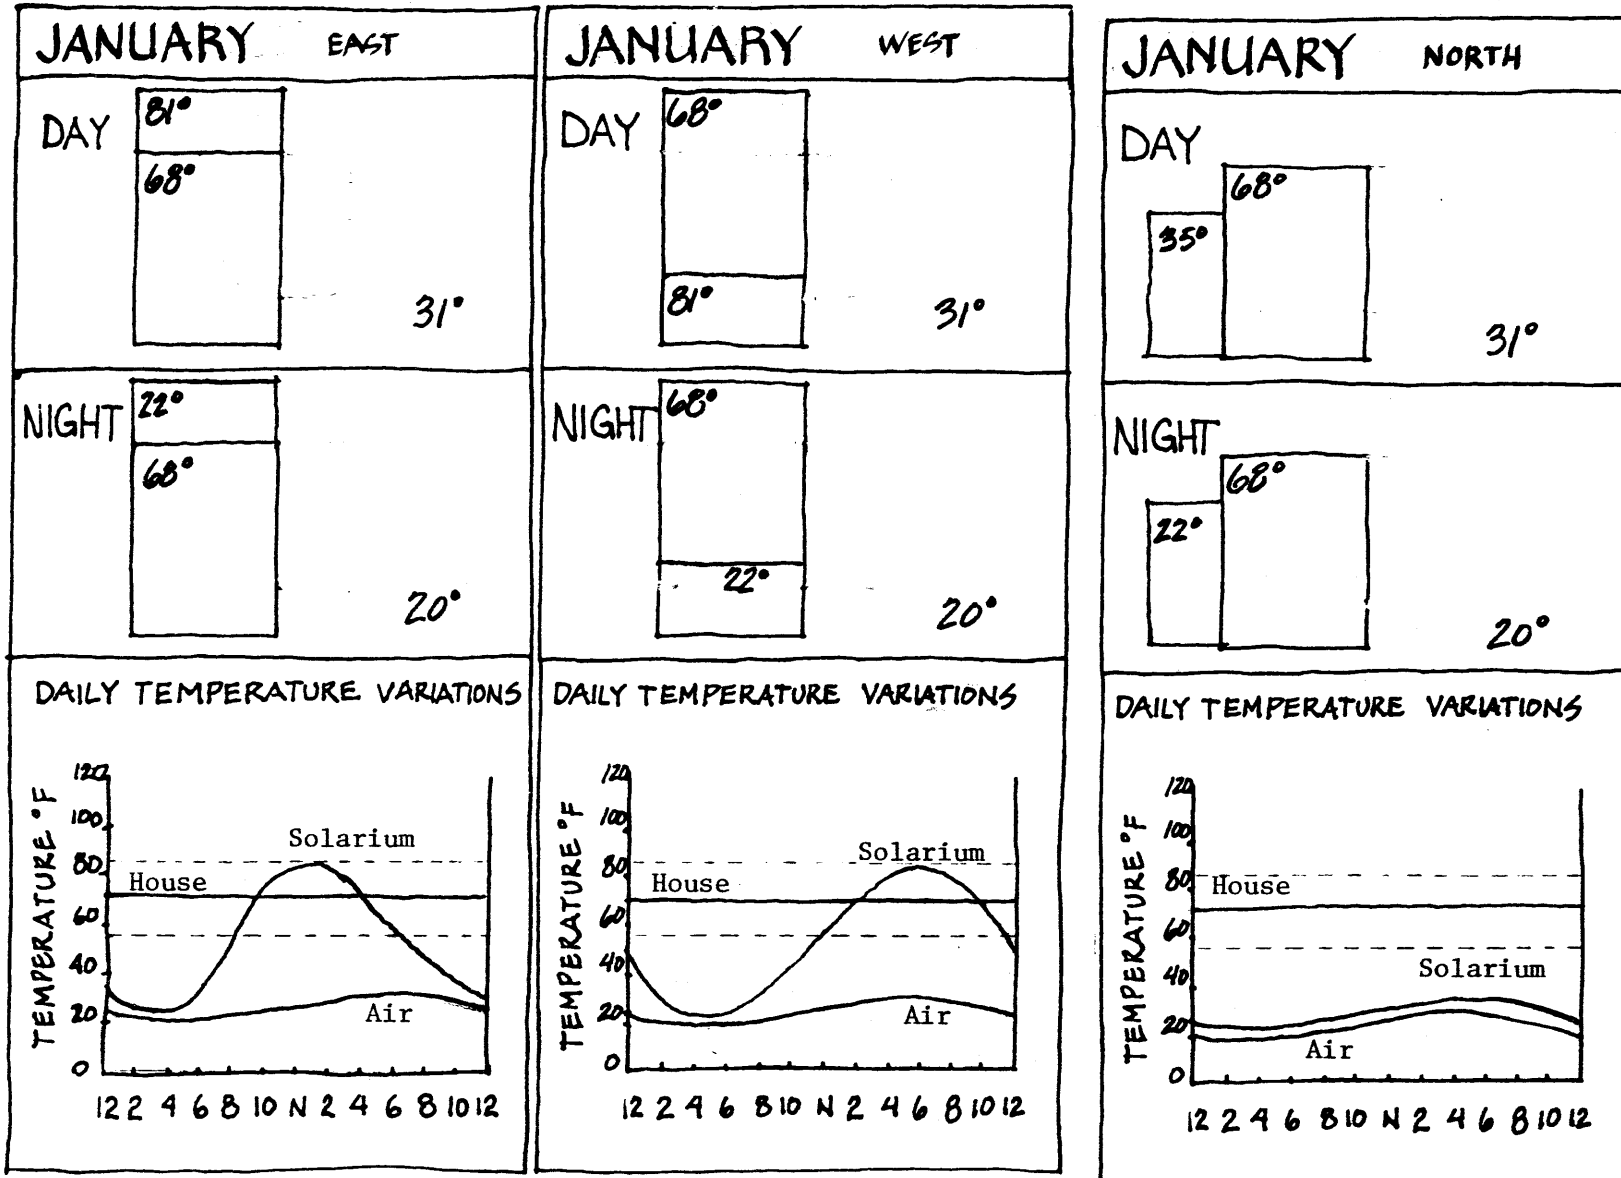 JANUARY EAST
DAY
81°
68°
31°
NIGHT
22°
68°
20°
DAILY TEMPERATURE VARIATIONS
TEMPERATURE °F
120
100
80
60
40
20
0
Solarium
House
Air
12 2 4 6 8 10 N 2 4 6 8 10 12
JANUARY WEST
DAY
68°
81°
31°
NIGHT
68°
22°
20°
DAILY TEMPERATURE VARIATIONS
TEMPERATURE °F
120
100
80
60
40
20
0
Solarium
House
Air
12 2 4 6 8 10 N 2 4 6 8 10 12
JANUARY NORTH
DAY
68°
35°
31°
NIGHT
68°
22°
20°
DAILY TEMPERATURE VARIATIONS
TEMPERATURE °F
120
100
80
60
40
20
0
House
Solarium
Air
12 2 4 6 8 10 N 2 4 6 8 10 12